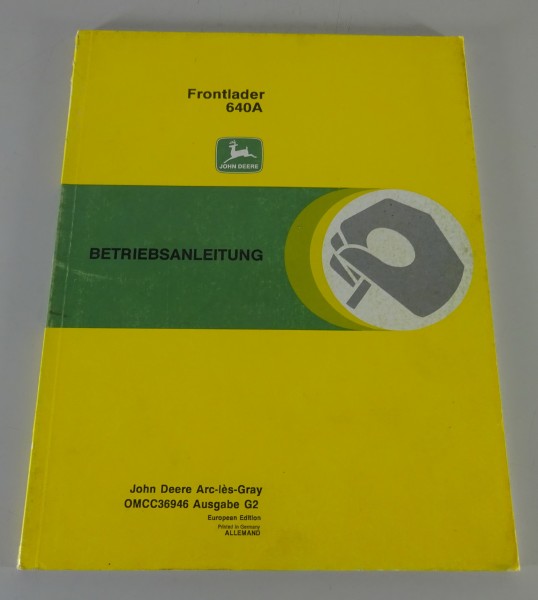 Frontlader
640A
JOHN DEERE
BETRIEBSANLEITUNG
John Deere Arc-lès-Gray
OMCC36946 Ausgabe G2
European Edition
Printed in Germany
ALLEMAND